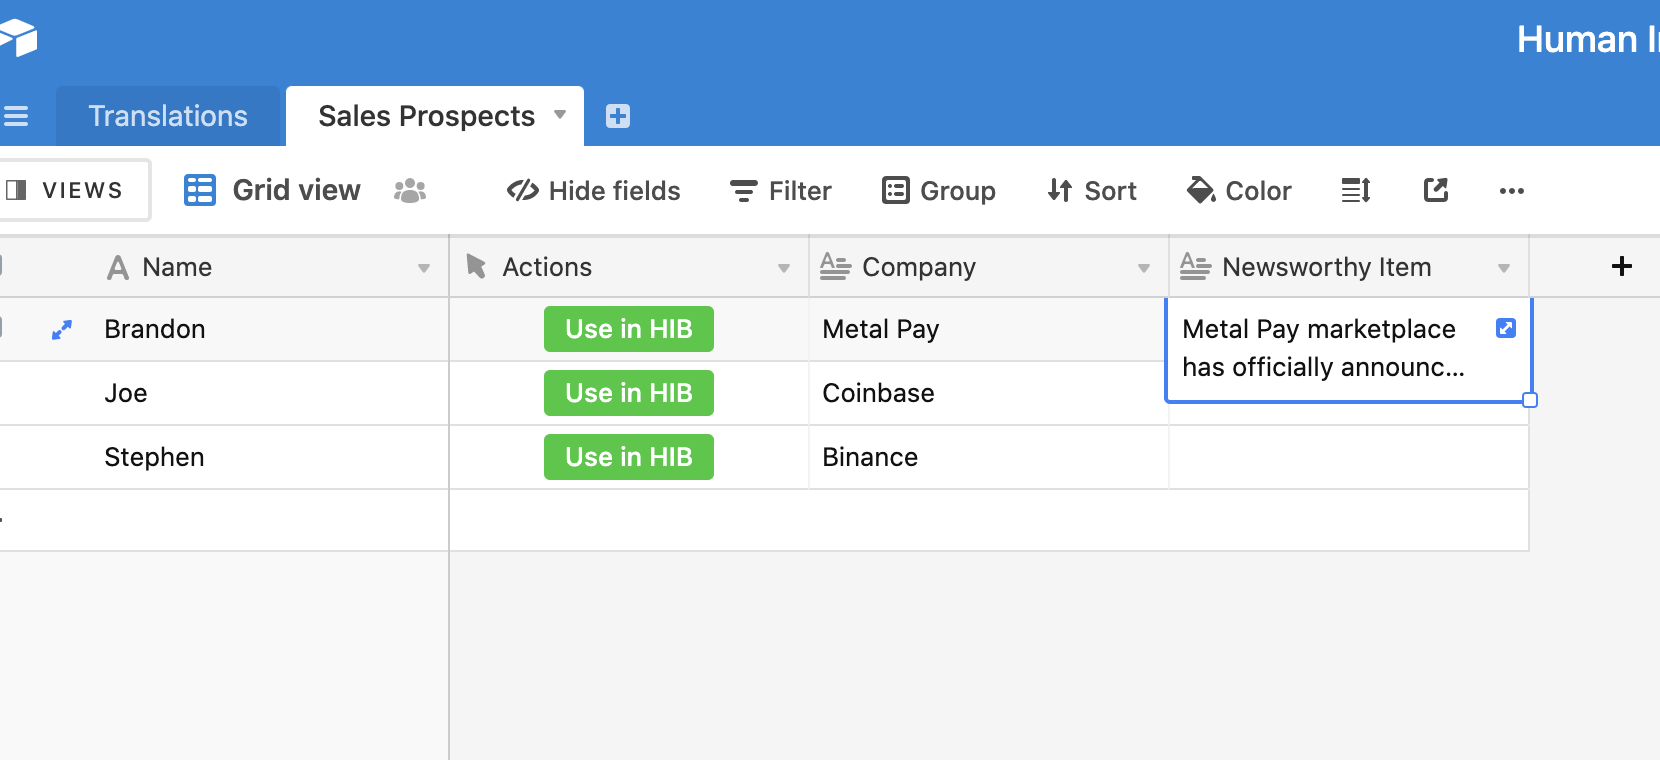 Human
Translations
Sales Prospects
VIEWS
Grid view
Hide fields
Filter
Group
Sort
Color
Name
Actions
Company
Newsworthy Item
Brandon
Use in HIB
Metal Pay
Metal Pay marketplace
has officially announc...
Joe
Use in HIB
Coinbase
Stephen
Use in HIB
Binance